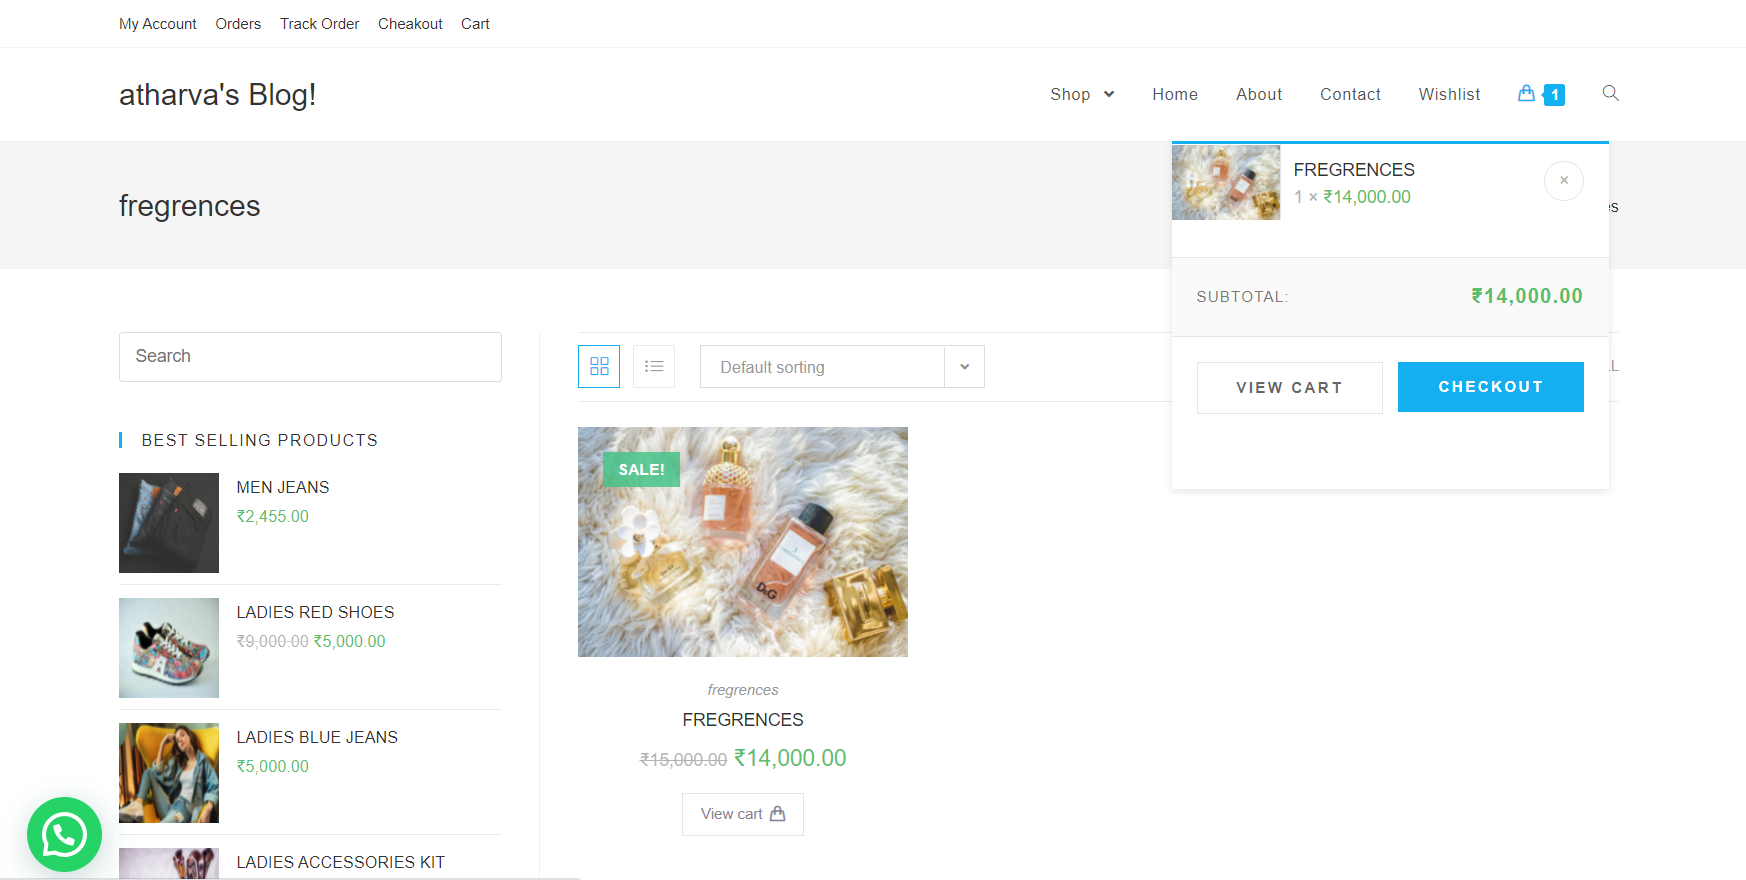 My Account Orders Track Order Cheakout Cart
atharva's Blog!
Shop Home About Contact Wishlist 1
fregrences
FREGRENCES
×
1 × ₹14,000.00
SUBTOTAL: ₹14,000.00
VIEW CART CHECKOUT
Search
Default sorting
BEST SELLING PRODUCTS
MEN JEANS
₹2,455.00
LADIES RED SHOES
₹9,000.00 ₹5,000.00
LADIES BLUE JEANS
₹5,000.00
LADIES ACCESSORIES KIT
SALE!
D&G
fregrences
FREGRENCES
₹15,000.00 ₹14,000.00
View cart